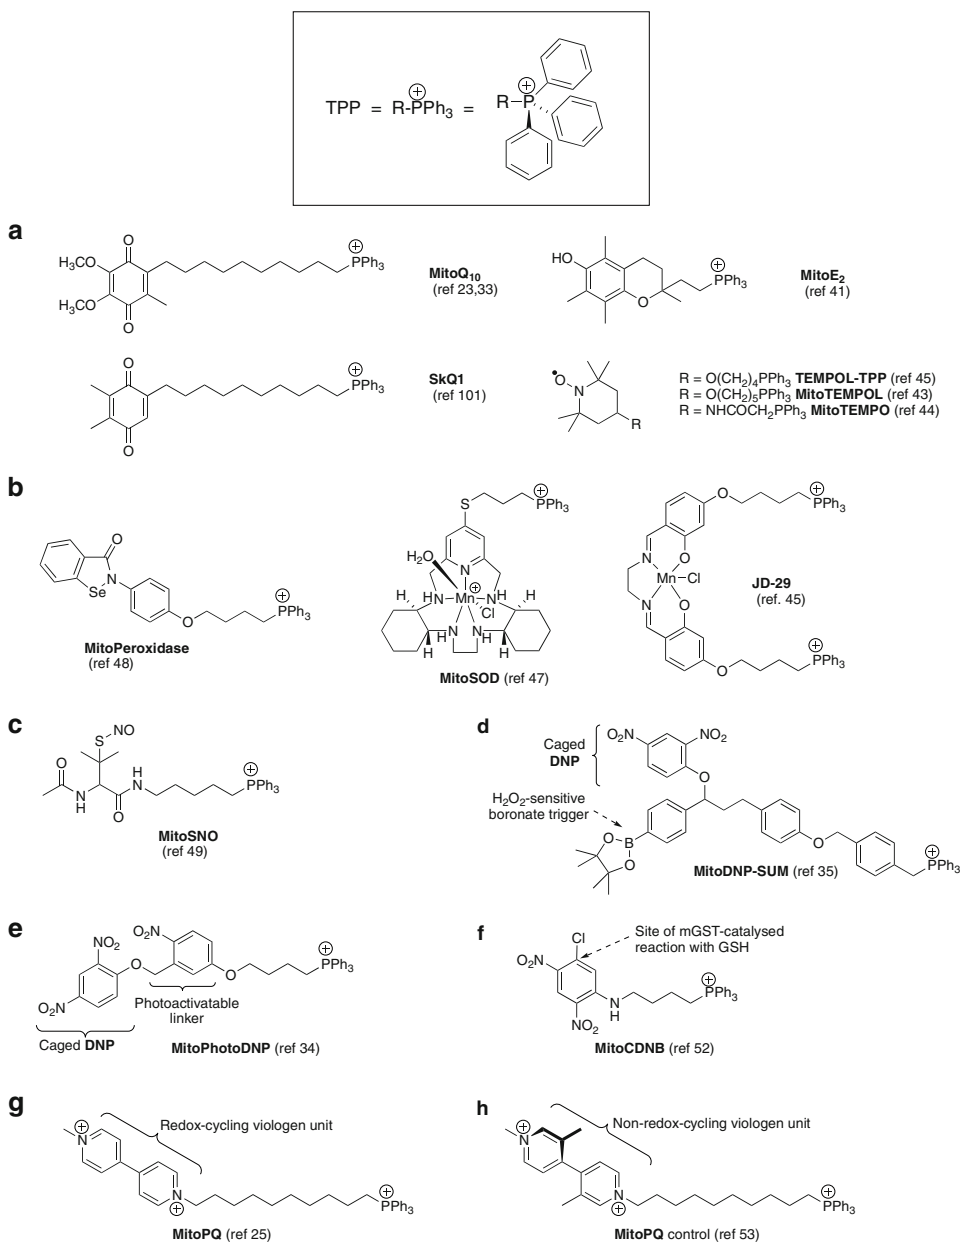 TPP = R-PPh3 = R-P
⊕
⊕
a
O
H3CO
H3CO
O
⊕
PPh3
MitoQ10
(ref 23,33)
HO
O
⊕
PPh3
MitoE2
(ref 41)
O
O
⊕
PPh3
SkQ1
(ref 101)
•O
N
R
R = O(CH2)4PPh3 TEMPOL-TPP (ref 45)
R = O(CH2)5PPh3 MitoTEMPOL (ref 43)
R = NHCOCH2PPh3 MitoTEMPO (ref 44)
b
O
N
Se
O
⊕
PPh3
MitoPeroxidase
(ref 48)
S
⊕
PPh3
H2O
N
H
HN
Mn
⊕
NH
H
Cl
N
H
N
H
H
H
MitoSOD (ref 47)
O
⊕
PPh3
N
O
Mn
Cl
N
O
O
⊕
PPh3
JD-29
(ref. 45)
c
S
NO
O
N
H
H
N
O
⊕
PPh3
MitoSNO
(ref 49)
d
Caged
DNP
O2N
NO2
O
H2O2-sensitive
boronate trigger
O
B
O
O
⊕
PPh3
MitoDNP-SUM (ref 35)
e
NO2
O2N
O
O2N
O
⊕
PPh3
Photoactivatable
linker
Caged DNP
MitoPhotoDNP (ref 34)
f
Cl
Site of mGST-catalysed
reaction with GSH
O2N
N
H
NO2
⊕
PPh3
MitoCDNB (ref 52)
g
⊕
N
Redox-cycling viologen unit
N
⊕
⊕
PPh3
MitoPQ (ref 25)
h
⊕
N
Non-redox-cycling viologen unit
N
⊕
⊕
PPh3
MitoPQ control (ref 53)